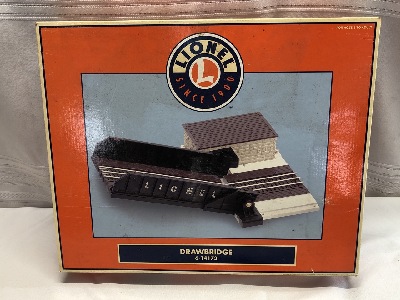 LIONEL
L
SINCE 1900
LIONEL
DRAWBRIDGE
6-14173